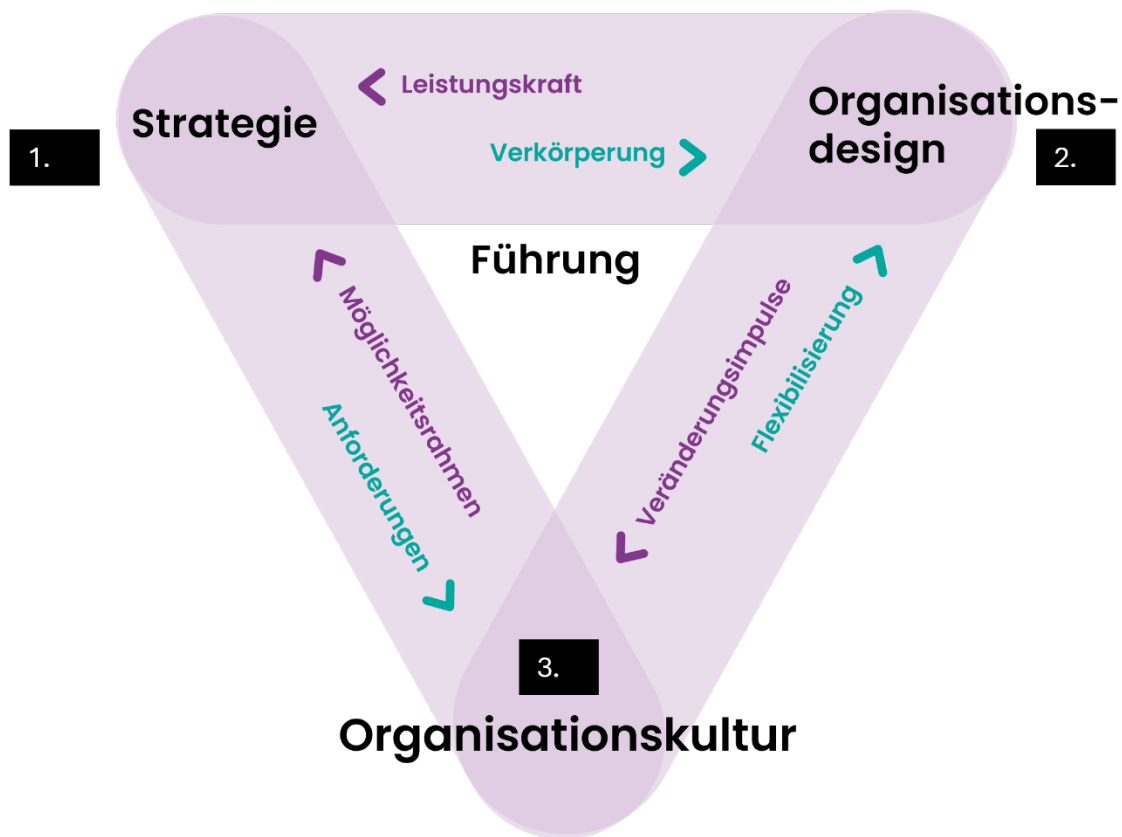 Leistungskraft
Strategie
Organisations-
design
1.
2.
Verkörperung
Führung
Möglichkeitsrahmen
Anforderungen
Veränderungsimpulse
Flexibilisierung
3.
Organisationskultur